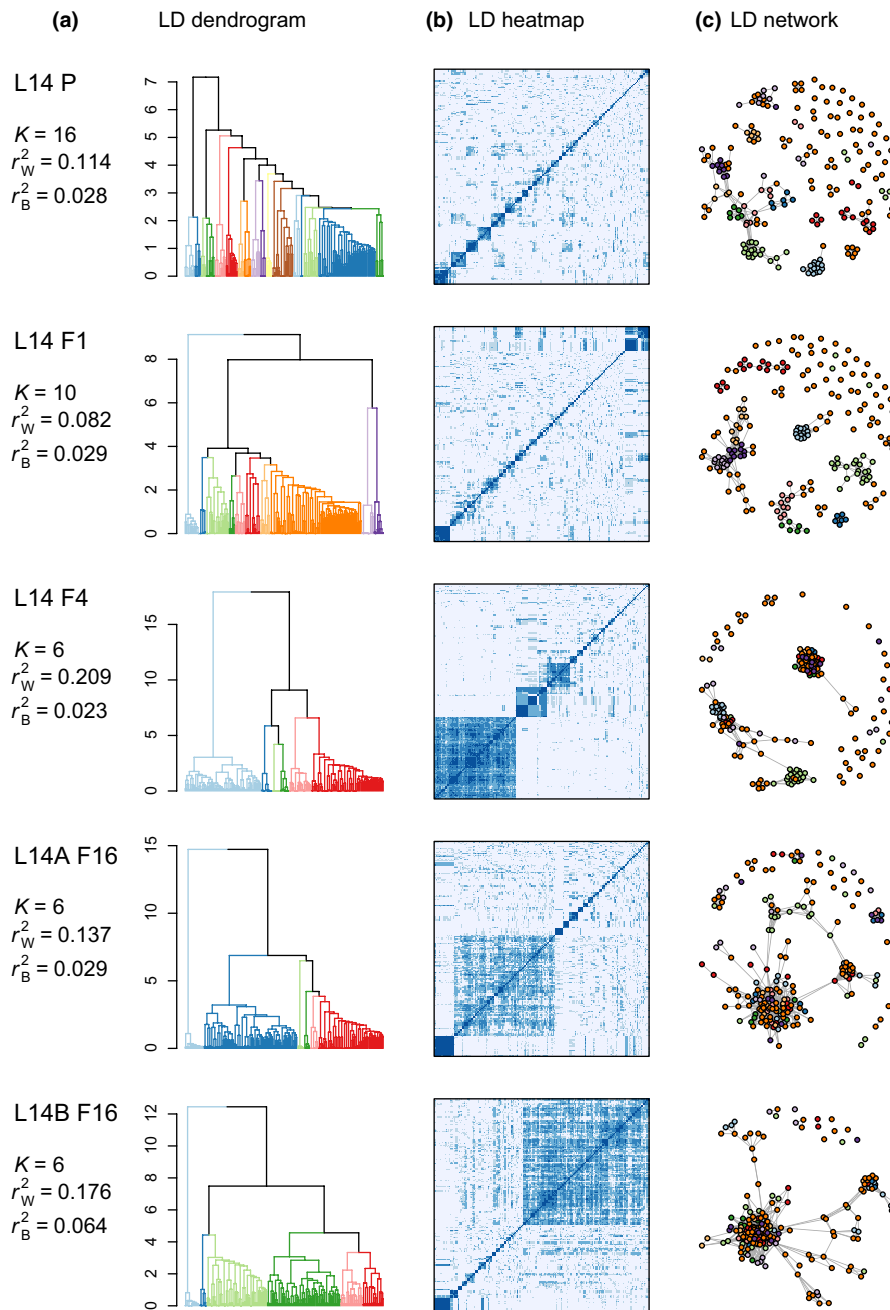 (a) LD dendrogram (b) LD heatmap (c) LD network
L14 P
K = 16
r²W = 0.114
r²B = 0.028
7
6
5
4
3
2
1
0
L14 F1
K = 10
r²W = 0.082
r²B = 0.029
8
6
4
2
0
L14 F4
K = 6
r²W = 0.209
r²B = 0.023
15
10
5
0
L14A F16
K = 6
r²W = 0.137
r²B = 0.029
15
10
5
0
L14B F16
K = 6
r²W = 0.176
r²B = 0.064
12
10
8
6
4
2
0